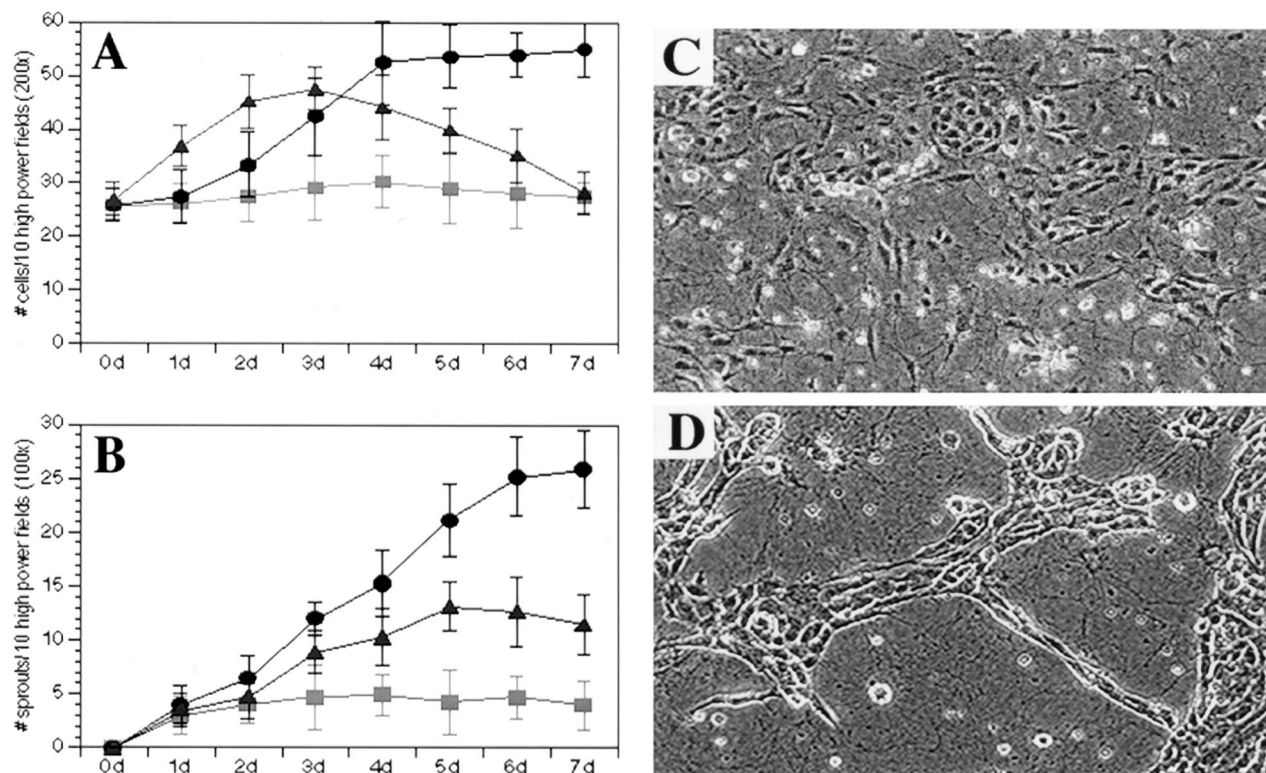 A
# cells/10 high power fields (200x)
60
50
40
30
20
10
0
0d 1d 2d 3d 4d 5d 6d 7d
B
# sprouts/10 high power fields (100x)
30
25
20
15
10
5
0
0d 1d 2d 3d 4d 5d 6d 7d
C
D